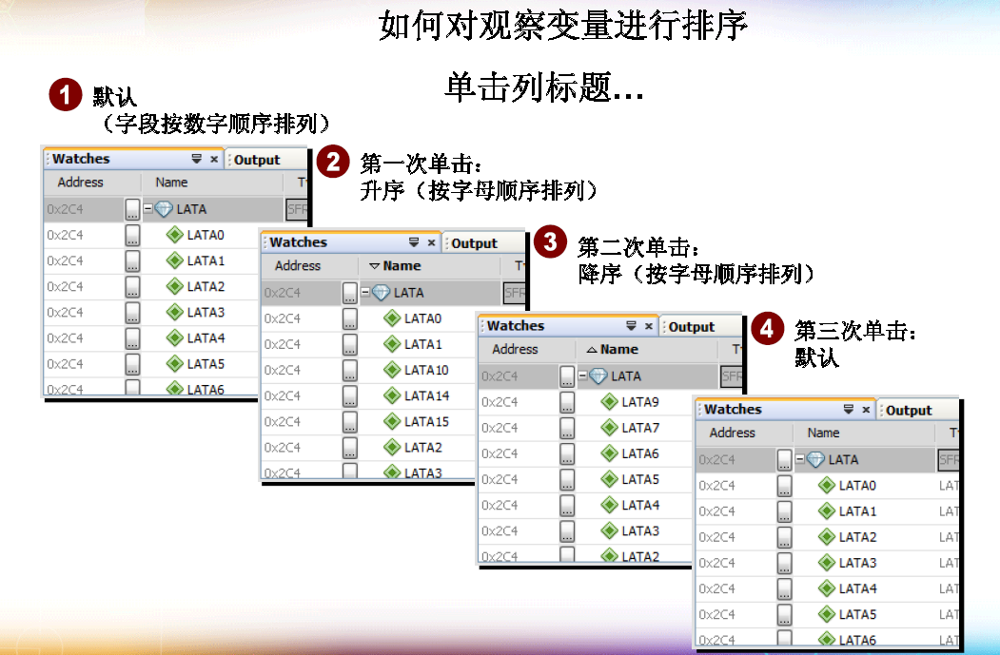 如何对观察变量进行排序
单击列标题...
1 默认
（字段按数字顺序排列）
Watches Output
Address Name T
0x2C4 ... LATA SFR
0x2C4 ... LATA0
0x2C4 ... LATA1
0x2C4 ... LATA2
0x2C4 ... LATA3
0x2C4 ... LATA4
0x2C4 ... LATA5
0x2C4 LATA6
2 第一次单击：
升序（按字母顺序排列）
Watches Output
Address Name T
0x2C4 ... LATA SFR
0x2C4 ... LATA0
0x2C4 ... LATA1
0x2C4 ... LATA10
0x2C4 ... LATA14
0x2C4 ... LATA15
0x2C4 ... LATA2
0x2C4 LATA3
3 第二次单击：
降序（按字母顺序排列）
Watches Output
Address Name T
0x2C4 ... LATA SFR
0x2C4 ... LATA9
0x2C4 ... LATA7
0x2C4 ... LATA6
0x2C4 ... LATA5
0x2C4 ... LATA4
0x2C4 ... LATA3
0x2C4 LATA2
4 第三次单击：
默认
Watches Output
Address Name T
0x2C4 ... LATA SFR
0x2C4 ... LATA0 LAT
0x2C4 ... LATA1 LAT
0x2C4 ... LATA2 LAT
0x2C4 ... LATA3 LAT
0x2C4 ... LATA4 LAT
0x2C4 ... LATA5 LAT
0x2C4 LATA6 LAT